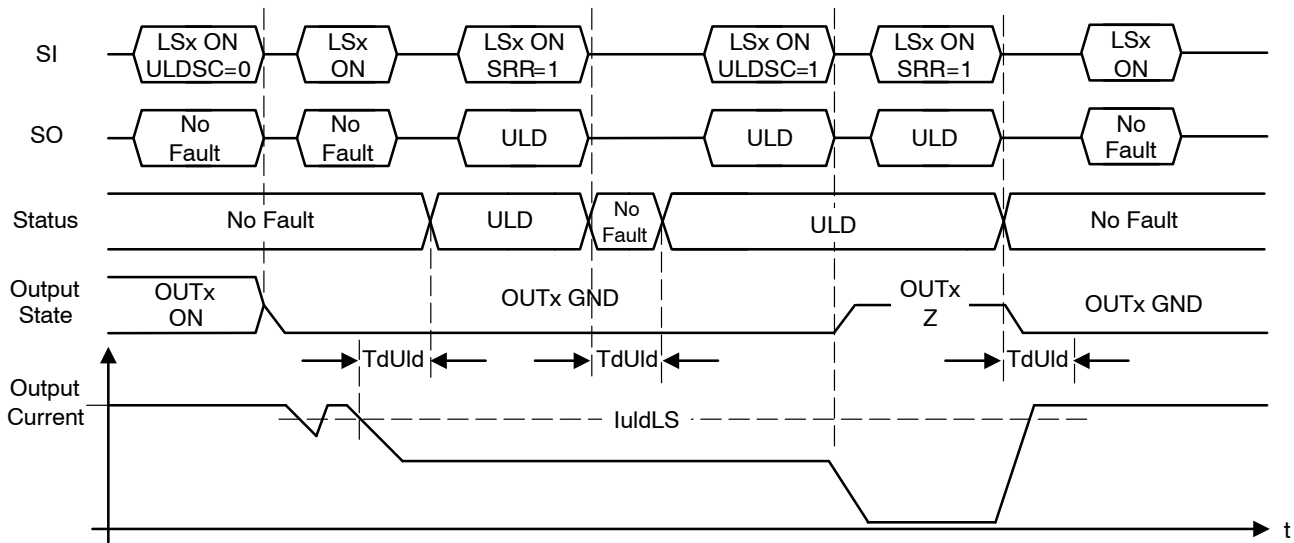 SI
LSx ON
ULDSC=0
LSx
ON
LSx ON
SRR=1
LSx ON
ULDSC=1
LSx ON
SRR=1
LSx
ON
SO
No
Fault
No
Fault
ULD
ULD
ULD
No
Fault
Status
No Fault
ULD
No
Fault
ULD
No Fault
Output
State
OUTx
ON
OUTx GND
OUTx
Z
OUTx GND
TdUld
TdUld
TdUld
Output
Current
IuldLS
t